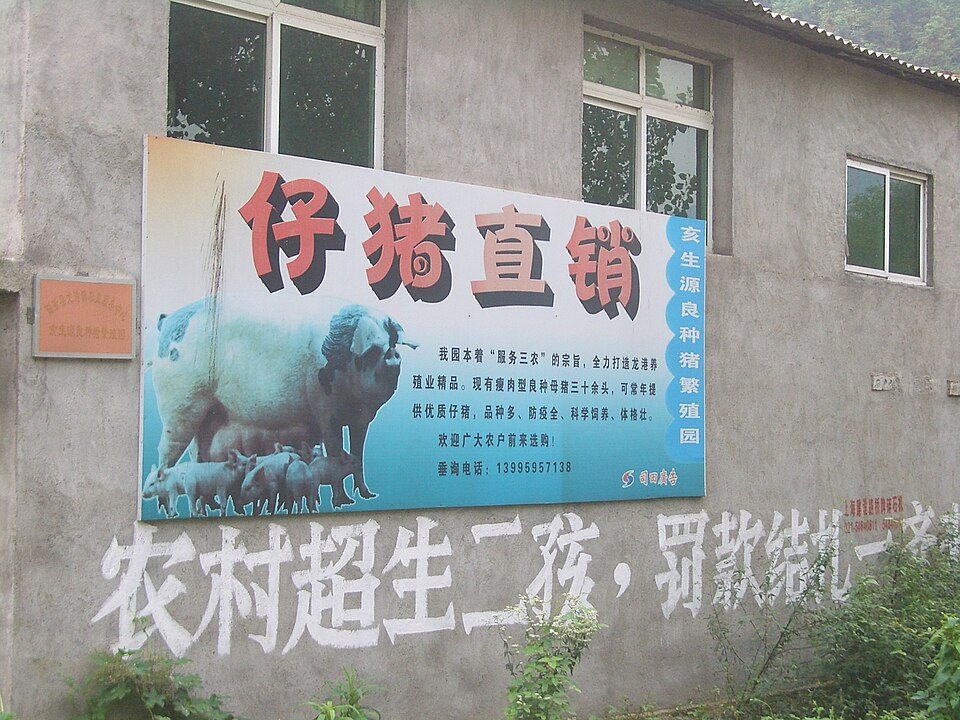 仔猪直销
亥生源良种猪繁殖园
我园本着“服务三农”的宗旨，全力打造龙港养
殖业精品。现有瘦肉型良种母猪三十余头，可常年提
供优质仔猪，品种多、防疫全、科学饲养、体格壮。
欢迎广大农户前来选购！
垂询电话：13995957138
司田廣告
农村超生二孩，罚款结扎一齐